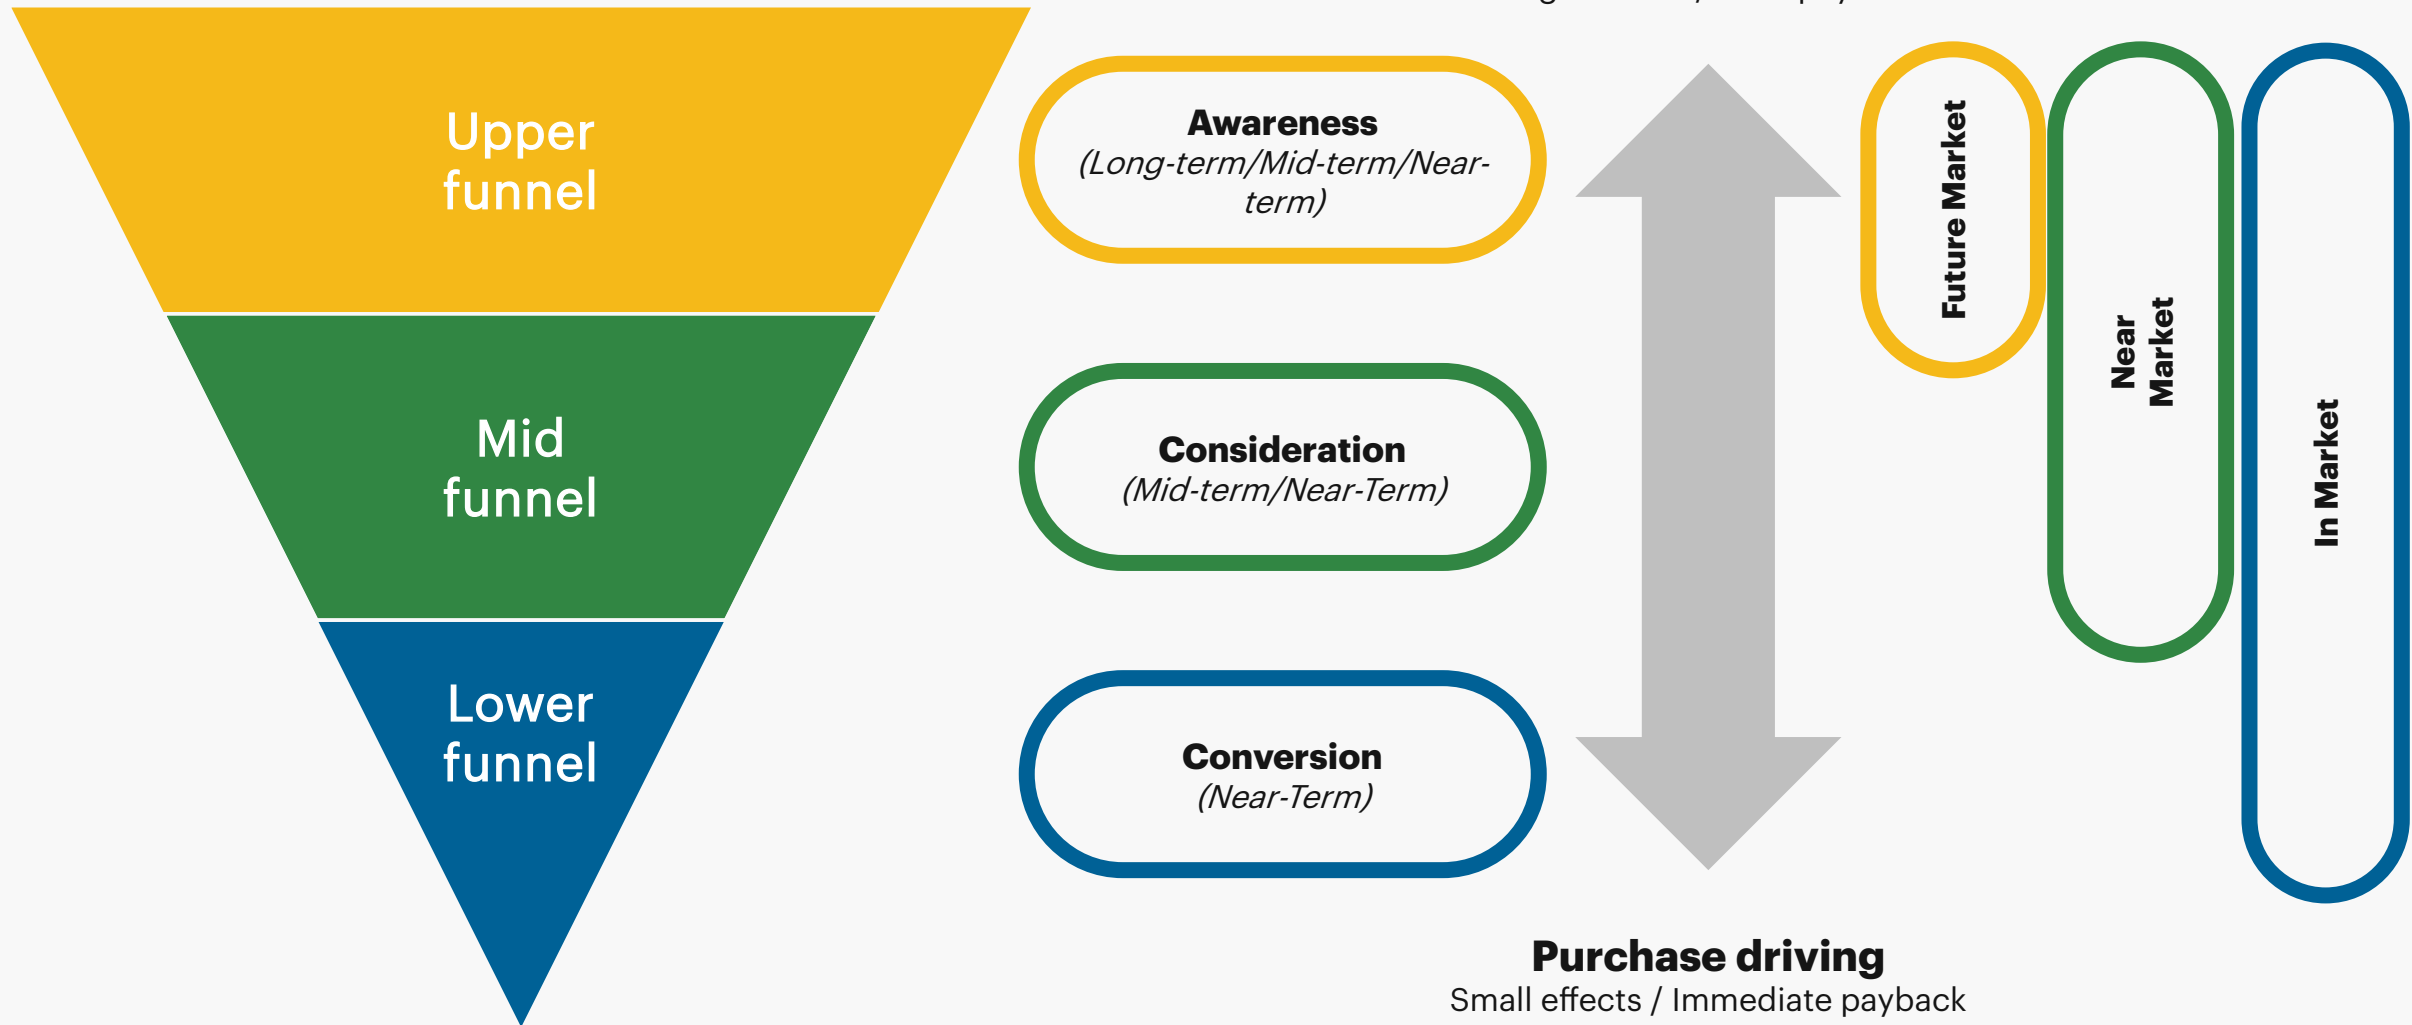 Upper
funnel
Mid
funnel
Lower
funnel
Awareness
(Long-term/Mid-term/Near-
term)
Consideration
(Mid-term/Near-Term)
Conversion
(Near-Term)
Future Market
Near
Market
In Market
Purchase driving
Small effects / Immediate payback